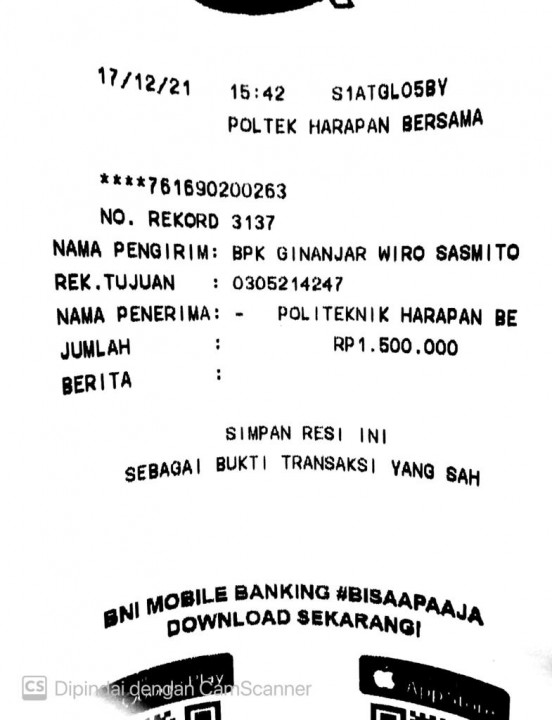 17/12/21 15:42 S1ATGL05BY
POLTEK HARAPAN BERSAMA
****761690200263
NO. REKORD 3137
NAMA PENGIRIM: BPK GINANJAR WIRO SASMITO
REK.TUJUAN : 0305214247
NAMA PENERIMA: - POLITEKNIK HARAPAN BE
JUMLAH : RP1.500.000
BERITA :
SIMPAN RESI INI
SEBAGAI BUKTI TRANSAKSI YANG SAH
BNI MOBILE BANKING #BISAAPAAJA
DOWNLOAD SEKARANG!
Play
App Store
CS Dipindai dengan CamScanner